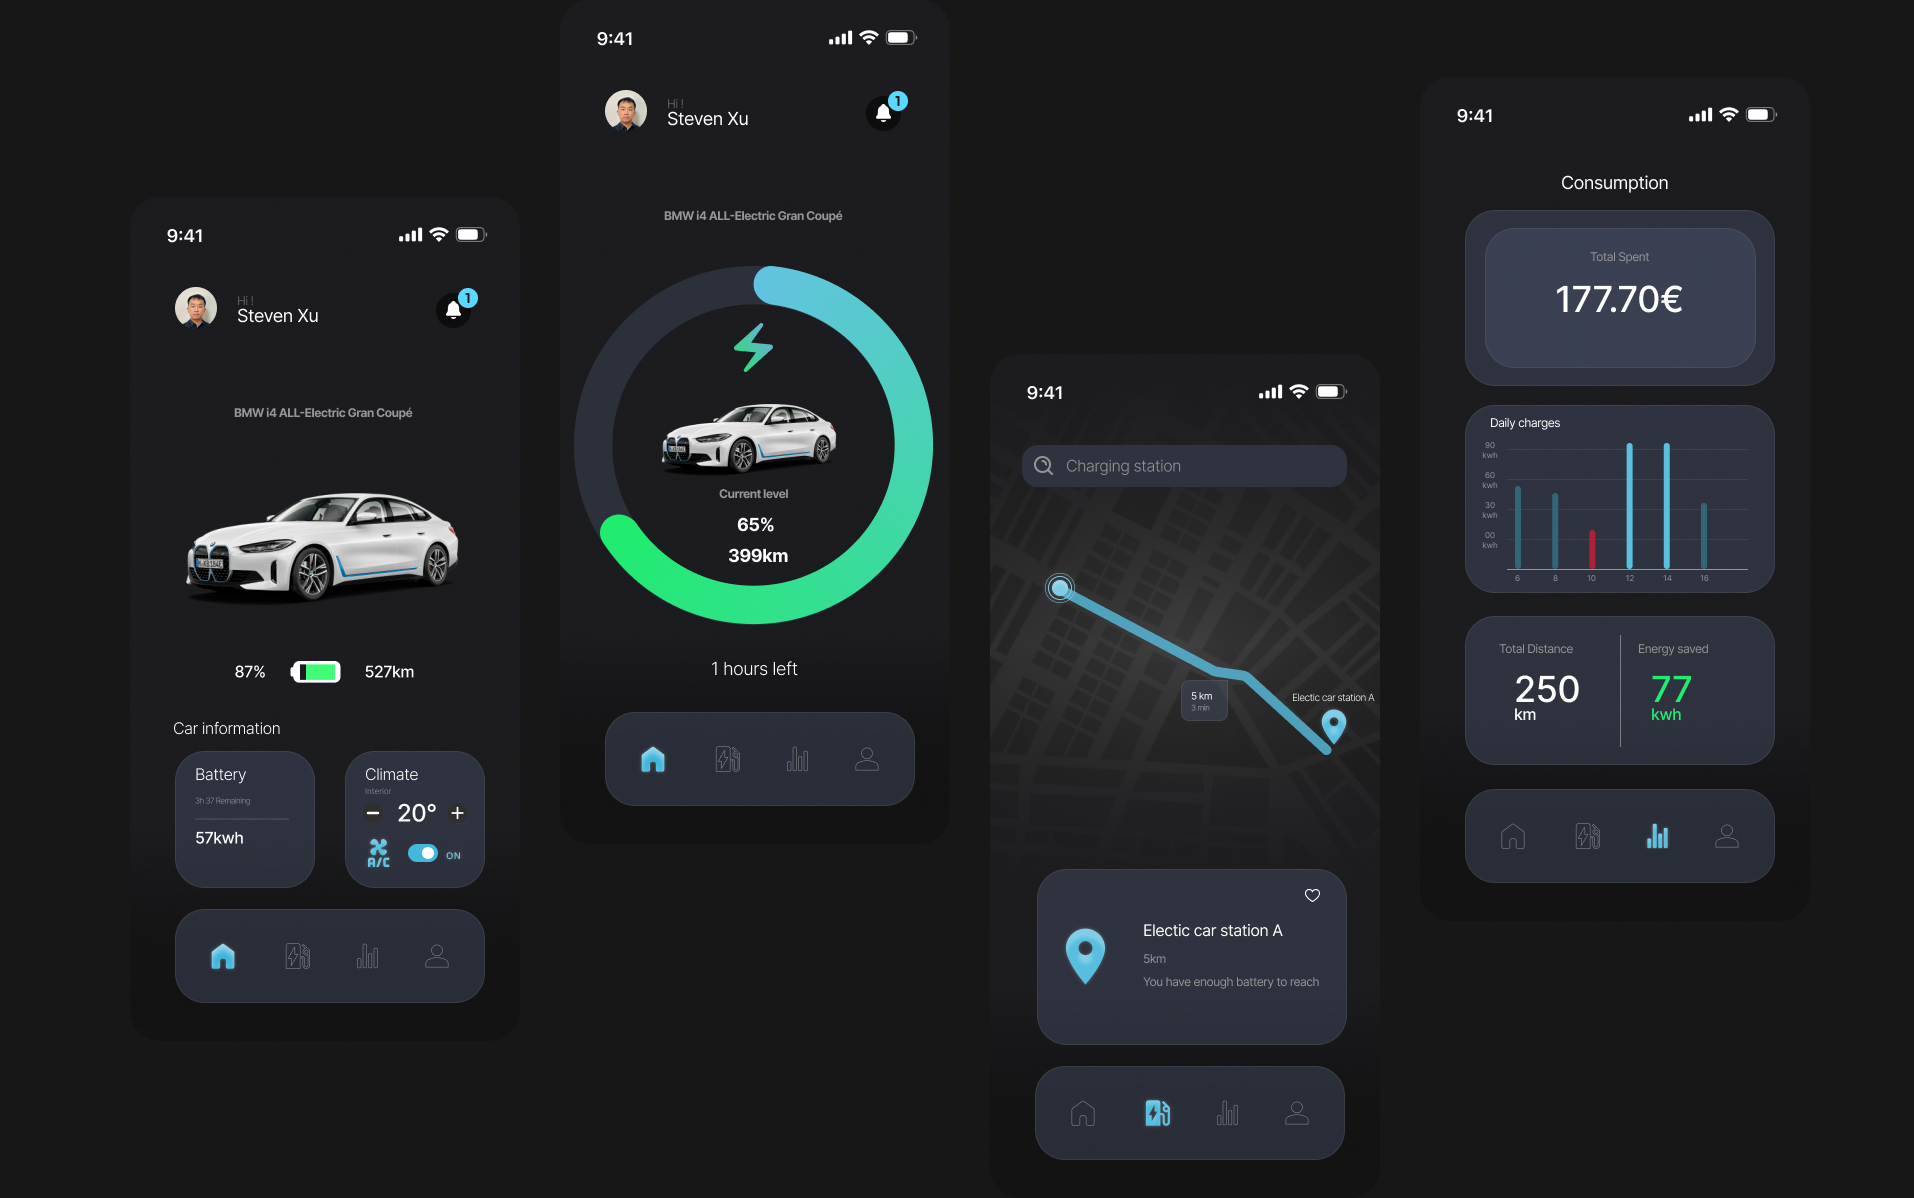 9:41
Hi !
Steven Xu
1
BMW i4 ALL-Electric Gran Coupé
87%
527km
Car information
Battery
3h 37 Remaining
57kwh
Climate
Interior
− 20° +
A/C
ON
9:41
Hi !
Steven Xu
1
BMW i4 ALL-Electric Gran Coupé
Current level
65%
399km
1 hours left
9:41
Charging station
5 km
3 min
Electic car station A
Electic car station A
5km
You have enough battery to reach
9:41
Consumption
Total Spent
177.70€
Daily charges
90
kwh
60
kwh
30
kwh
00
kwh
6 8 10 12 14 16
Total Distance
250
km
Energy saved
77
kwh